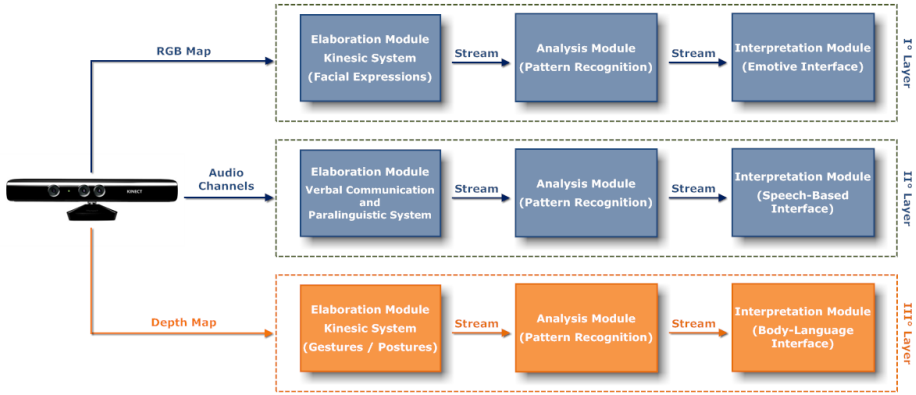 RGB Map
Elaboration Module
Kinesic System
(Facial Expressions)
Stream
Analysis Module
(Pattern Recognition)
Stream
Interpretation Module
(Emotive Interface)
I° Layer
Audio
Channels
KINECT
Elaboration Module
Verbal Communication
and
Paralinguistic System
Stream
Analysis Module
(Pattern Recognition)
Stream
Interpretation Module
(Speech-Based
Interface)
II° Layer
Depth Map
Elaboration Module
Kinesic System
(Gestures / Postures)
Stream
Analysis Module
(Pattern Recognition)
Stream
Interpretation Module
(Body-Language
Interface)
III° Layer